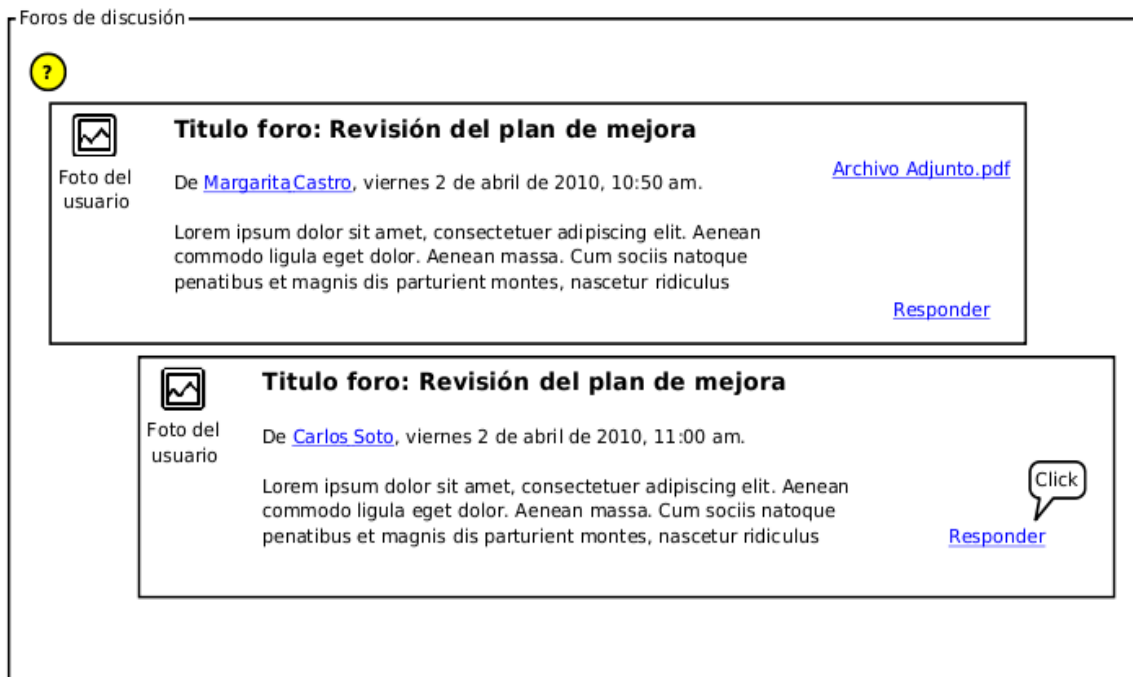 Foros de discusión
?
Titulo foro: Revisión del plan de mejora
Foto del
usuario
De Margarita Castro, viernes 2 de abril de 2010, 10:50 am.
Archivo Adjunto.pdf
Lorem ipsum dolor sit amet, consectetuer adipiscing elit. Aenean
commodo ligula eget dolor. Aenean massa. Cum sociis natoque
penatibus et magnis dis parturient montes, nascetur ridiculus
Responder
Titulo foro: Revisión del plan de mejora
Foto del
usuario
De Carlos Soto, viernes 2 de abril de 2010, 11:00 am.
Lorem ipsum dolor sit amet, consectetuer adipiscing elit. Aenean
commodo ligula eget dolor. Aenean massa. Cum sociis natoque
penatibus et magnis dis parturient montes, nascetur ridiculus
Click
Responder